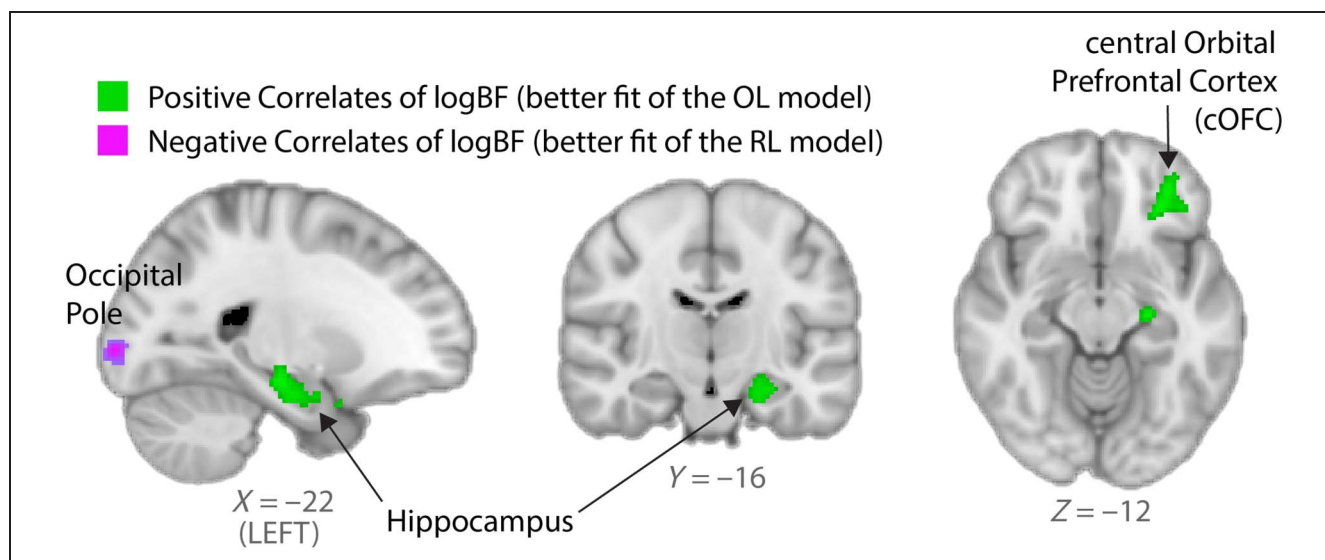 Positive Correlates of logBF (better fit of the OL model)
Negative Correlates of logBF (better fit of the RL model)
central Orbital
Prefrontal Cortex
(cOFC)
Occipital
Pole
X = –22
(LEFT)
Hippocampus
Y = –16
Z = –12